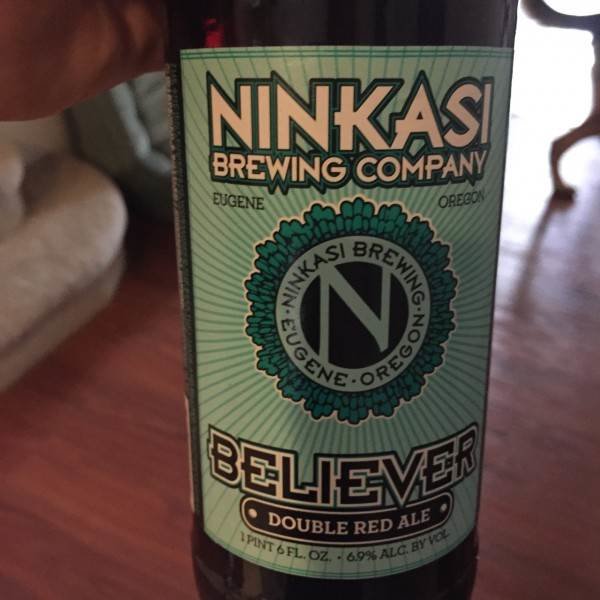 NINKASI
BREWING COMPANY
EUGENE OREGON
NINKASI BREWING
N
EUGENE · OREGON
BELIEVER
• DOUBLE RED ALE •
1 PINT 6 FL. OZ. • 6.9% ALC. BY VOL.